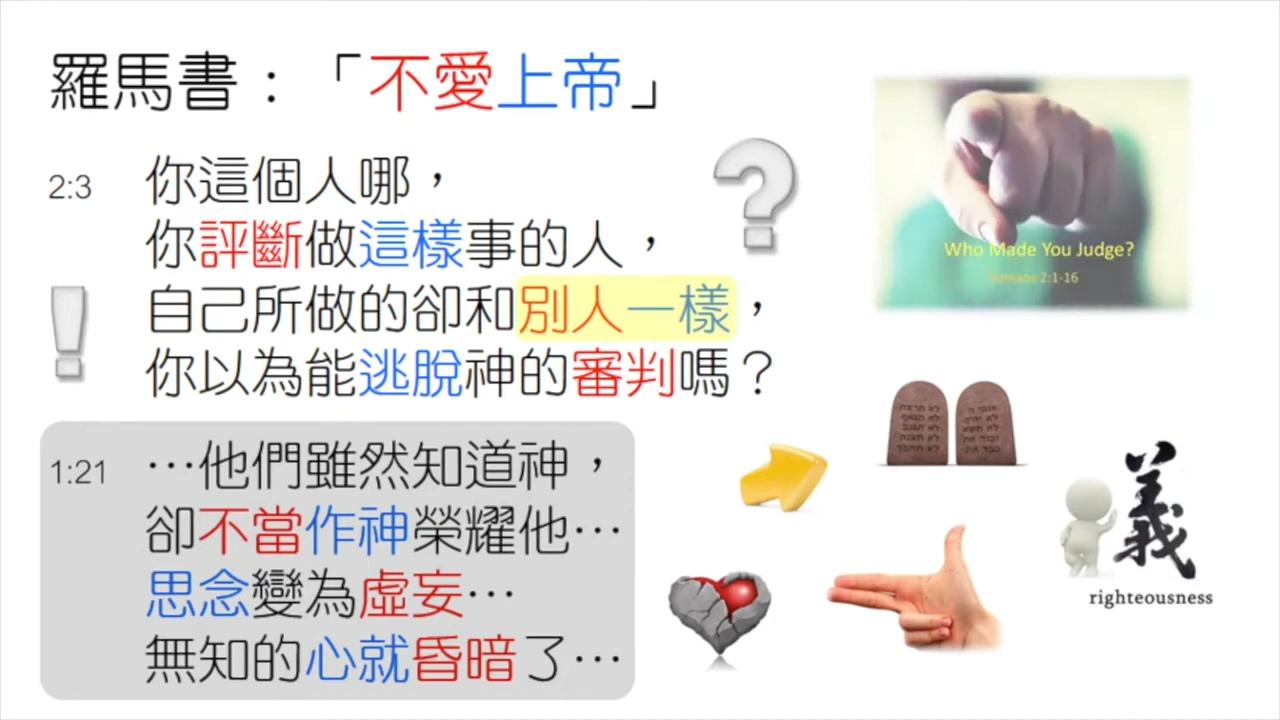 羅馬書：「不愛上帝」
2:3 你這個人哪，
你評斷做這樣事的人，
自己所做的卻和別人一樣，
你以為能逃脫神的審判嗎？
1:21 …他們雖然知道神，
卻不當作神榮耀他…
思念變為虛妄…
無知的心就昏暗了…
?
!
Who Made You Judge?
Romans 2:1-16
義
righteousness